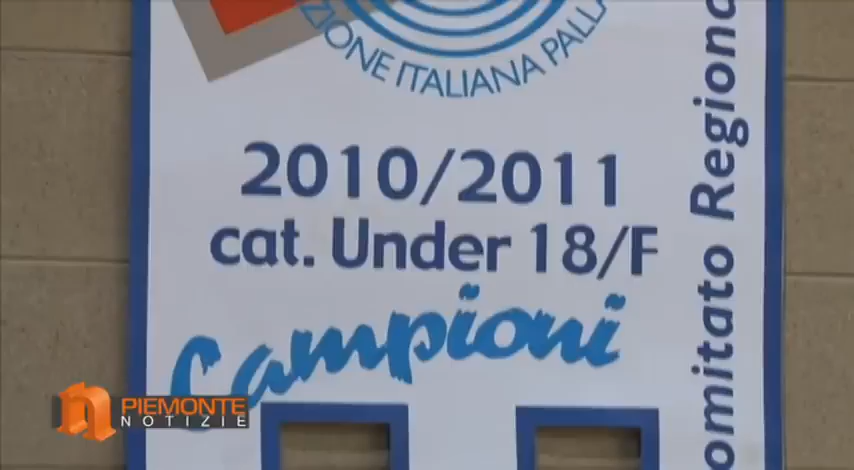 ZIONE ITALIANA PALLA
2010/2011
cat. Under 18/F
Campioni
omitato Regiona
PIEMONTE
NOTIZIE